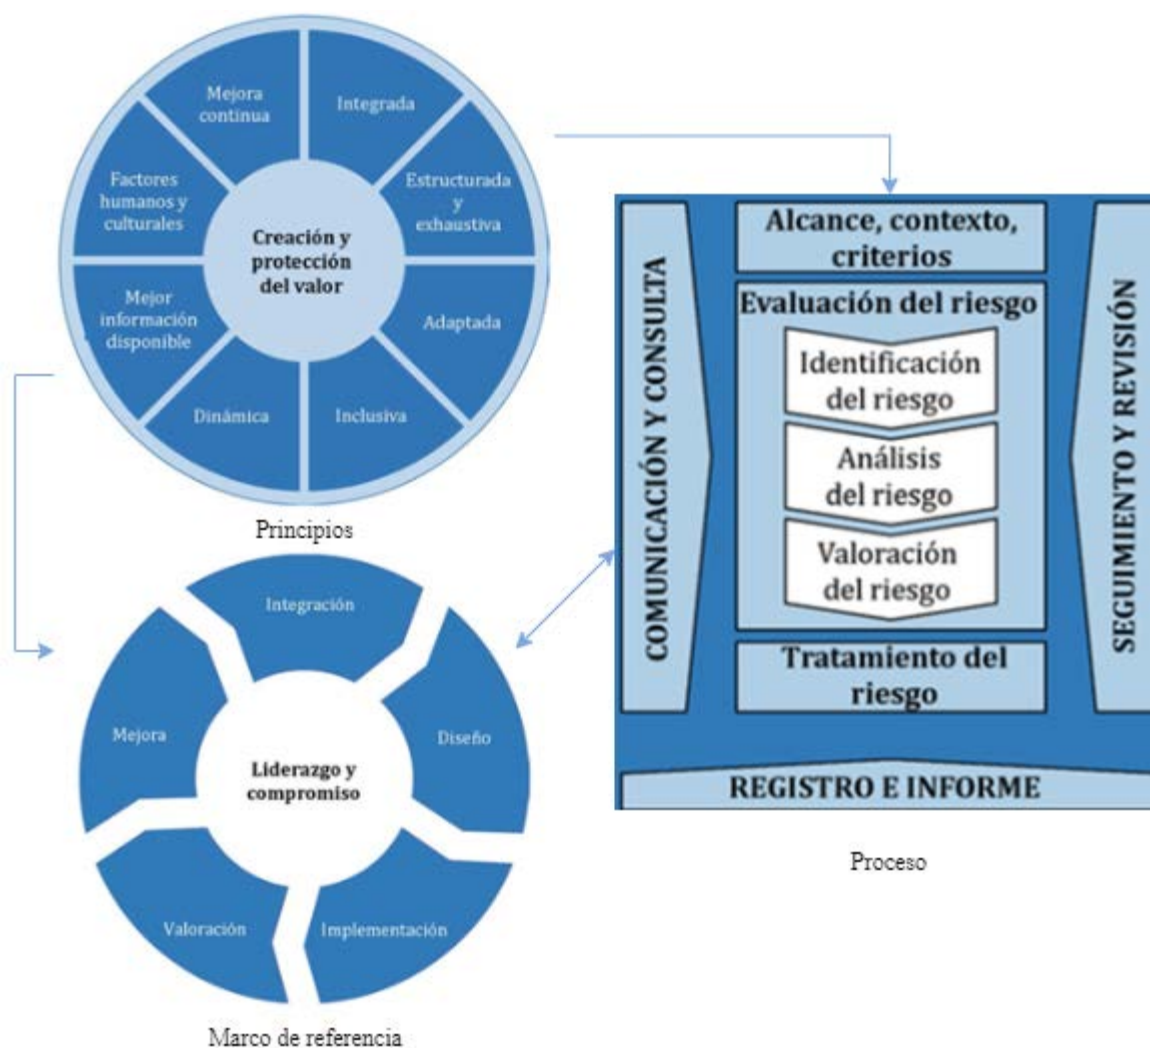 Mejora
continua
Integrada
Estructurada
y
exhaustiva
Adaptada
Inclusiva
Dinámica
Mejor
información
disponible
Factores
humanos y
culturales
Creación y
protección
del valor
Principios
Integración
Diseño
Implementación
Valoración
Mejora
Liderazgo y
compromiso
Marco de referencia
Alcance, contexto,
criterios
Evaluación del riesgo
Identificación
del riesgo
Análisis
del riesgo
Valoración
del riesgo
Tratamiento del
riesgo
COMUNICACIÓN Y CONSULTA
SEGUIMIENTO Y REVISIÓN
REGISTRO E INFORME
Proceso